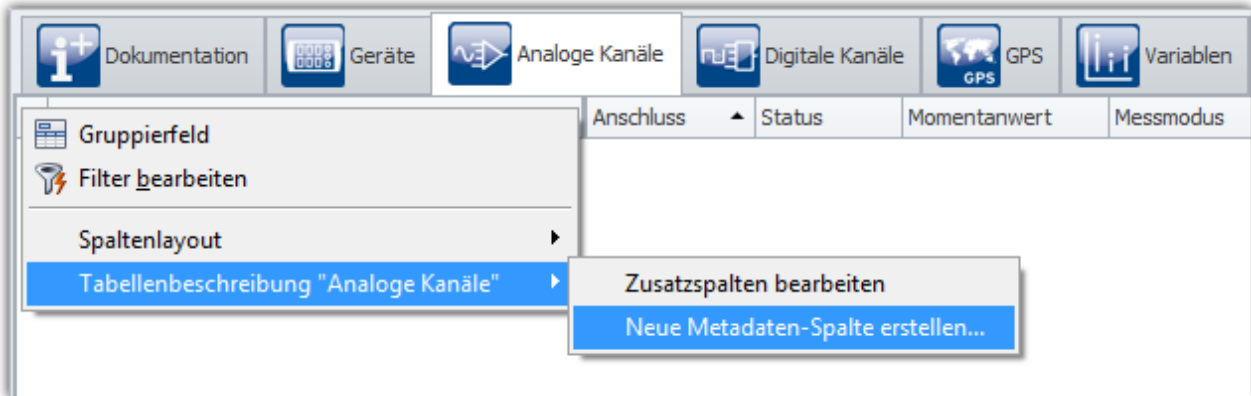 Dokumentation Geräte Analoge Kanäle Digitale Kanäle GPS GPS Variablen
Anschluss Status Momentanwert Messmodus
Gruppierfeld
Filter bearbeiten
Spaltenlayout
Tabellenbeschreibung "Analoge Kanäle"
Zusatzspalten bearbeiten
Neue Metadaten-Spalte erstellen...